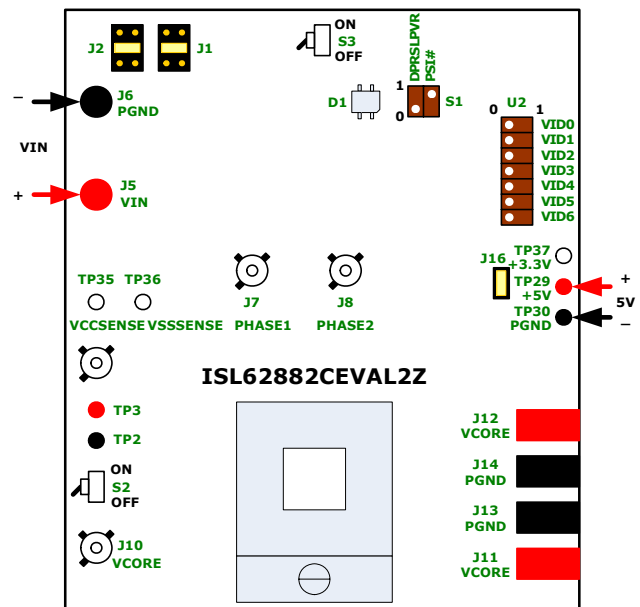 ON
J2
J1
S3
OFF
DPRSLPVR
PSI#
J6
PGND
–
D1
1
0
S1
U2
0
1
VID0
VID1
VID2
VID3
VID4
VID5
VID6
VIN
+
J5
VIN
TP37
+3.3V
J16
TP29
+5V
+
5V
TP30
PGND
–
TP35
TP36
VCCSENSE
VSSSENSE
J7
PHASE1
J8
PHASE2
ISL62882CEVAL2Z
TP3
TP2
ON
S2
OFF
J10
VCORE
J12
VCORE
J14
PGND
J13
PGND
J11
VCORE